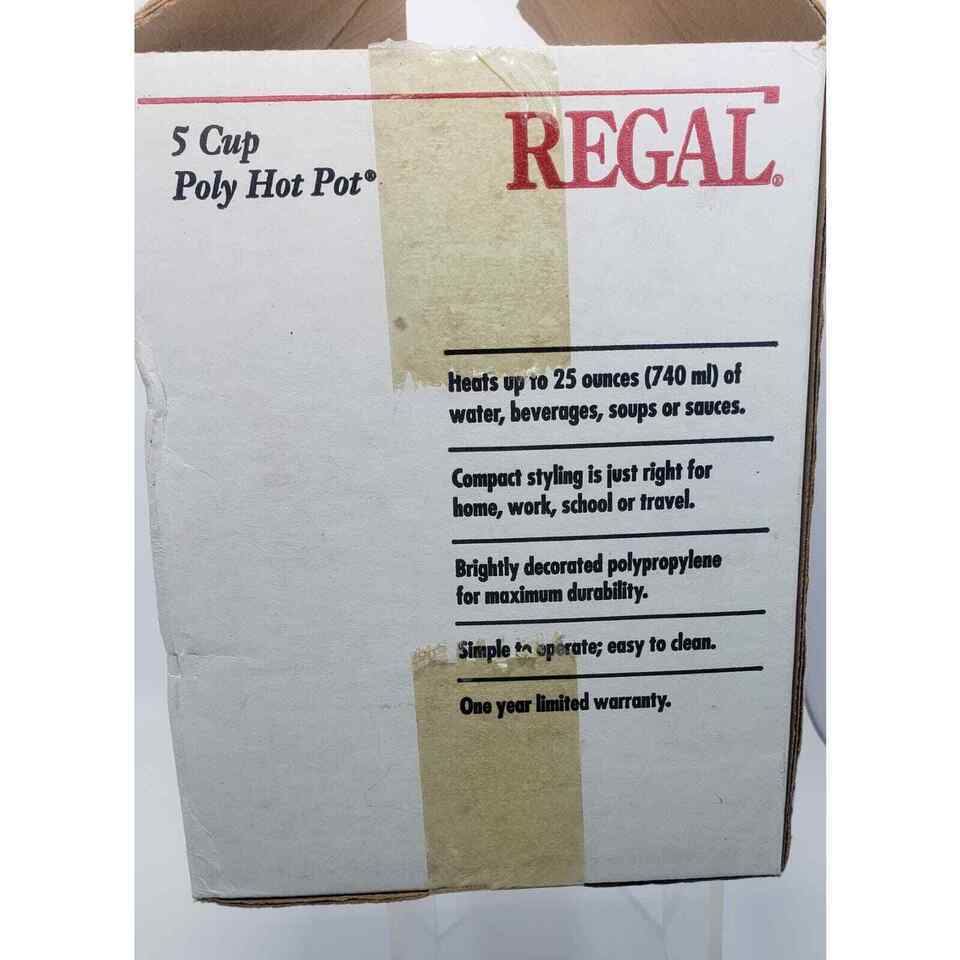 5 Cup
Poly Hot Pot®
REGAL®
Heats up to 25 ounces (740 ml) of
water, beverages, soups or sauces.
Compact styling is just right for
home, work, school or travel.
Brightly decorated polypropylene
for maximum durability.
Simple to operate; easy to clean.
One year limited warranty.